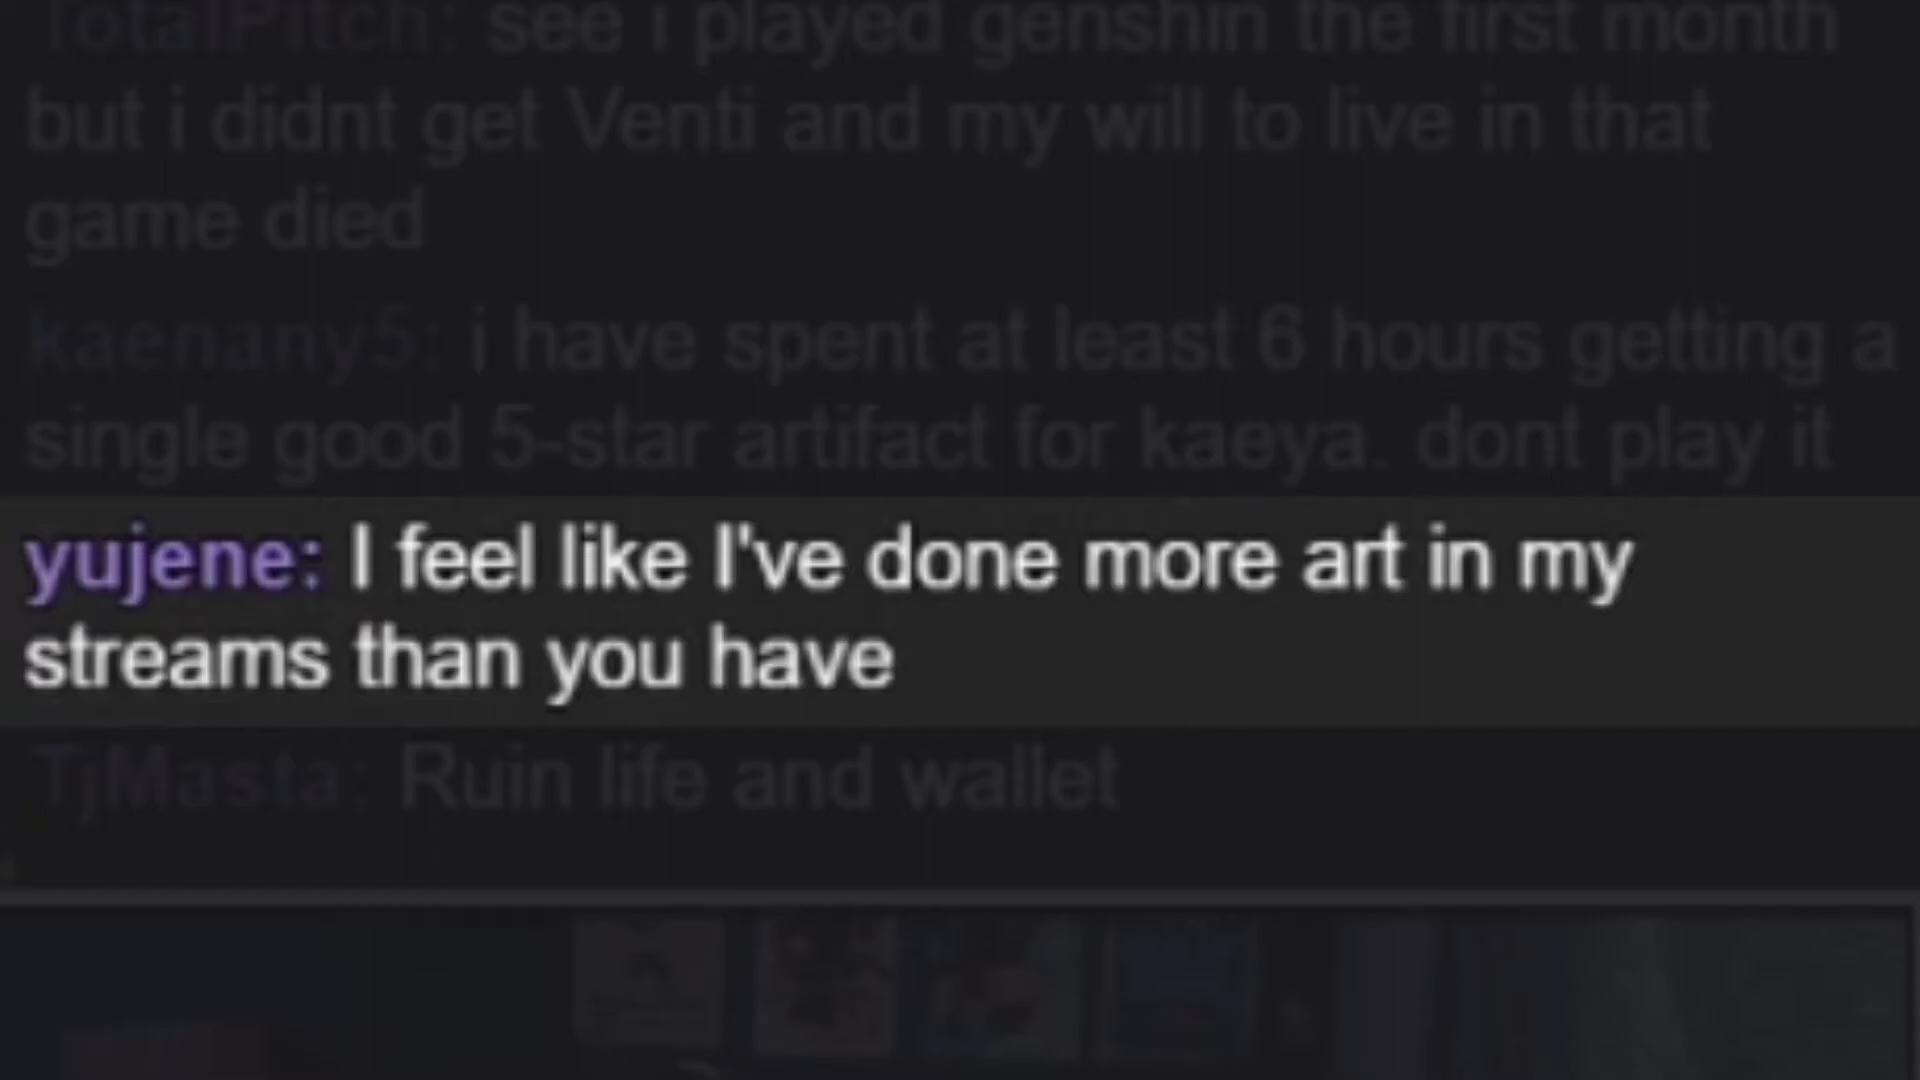 TotalPitch: see i played genshin the first month
but i didnt get Venti and my will to live in that
game died
kaenany5: i have spent at least 6 hours getting a
single good 5-star artifact for kaeya. dont play it
yujene: I feel like I've done more art in my
streams than you have
TjMasta: Ruin life and wallet